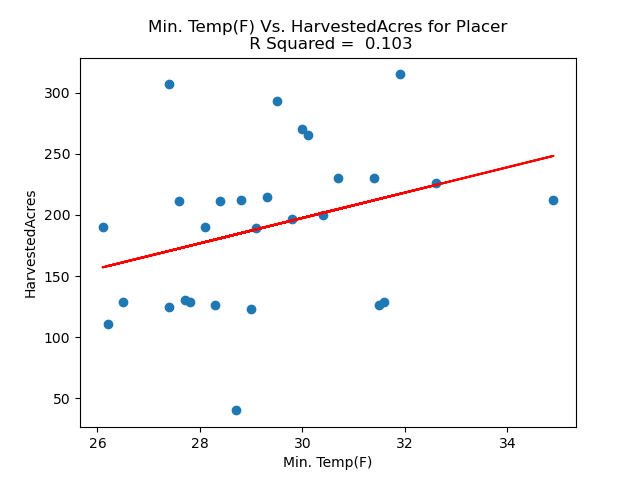 Min. Temp(F) Vs. HarvestedAcres for Placer
R Squared =  0.103
300
250
200
150
100
50
HarvestedAcres
26
28
30
32
34
Min. Temp(F)